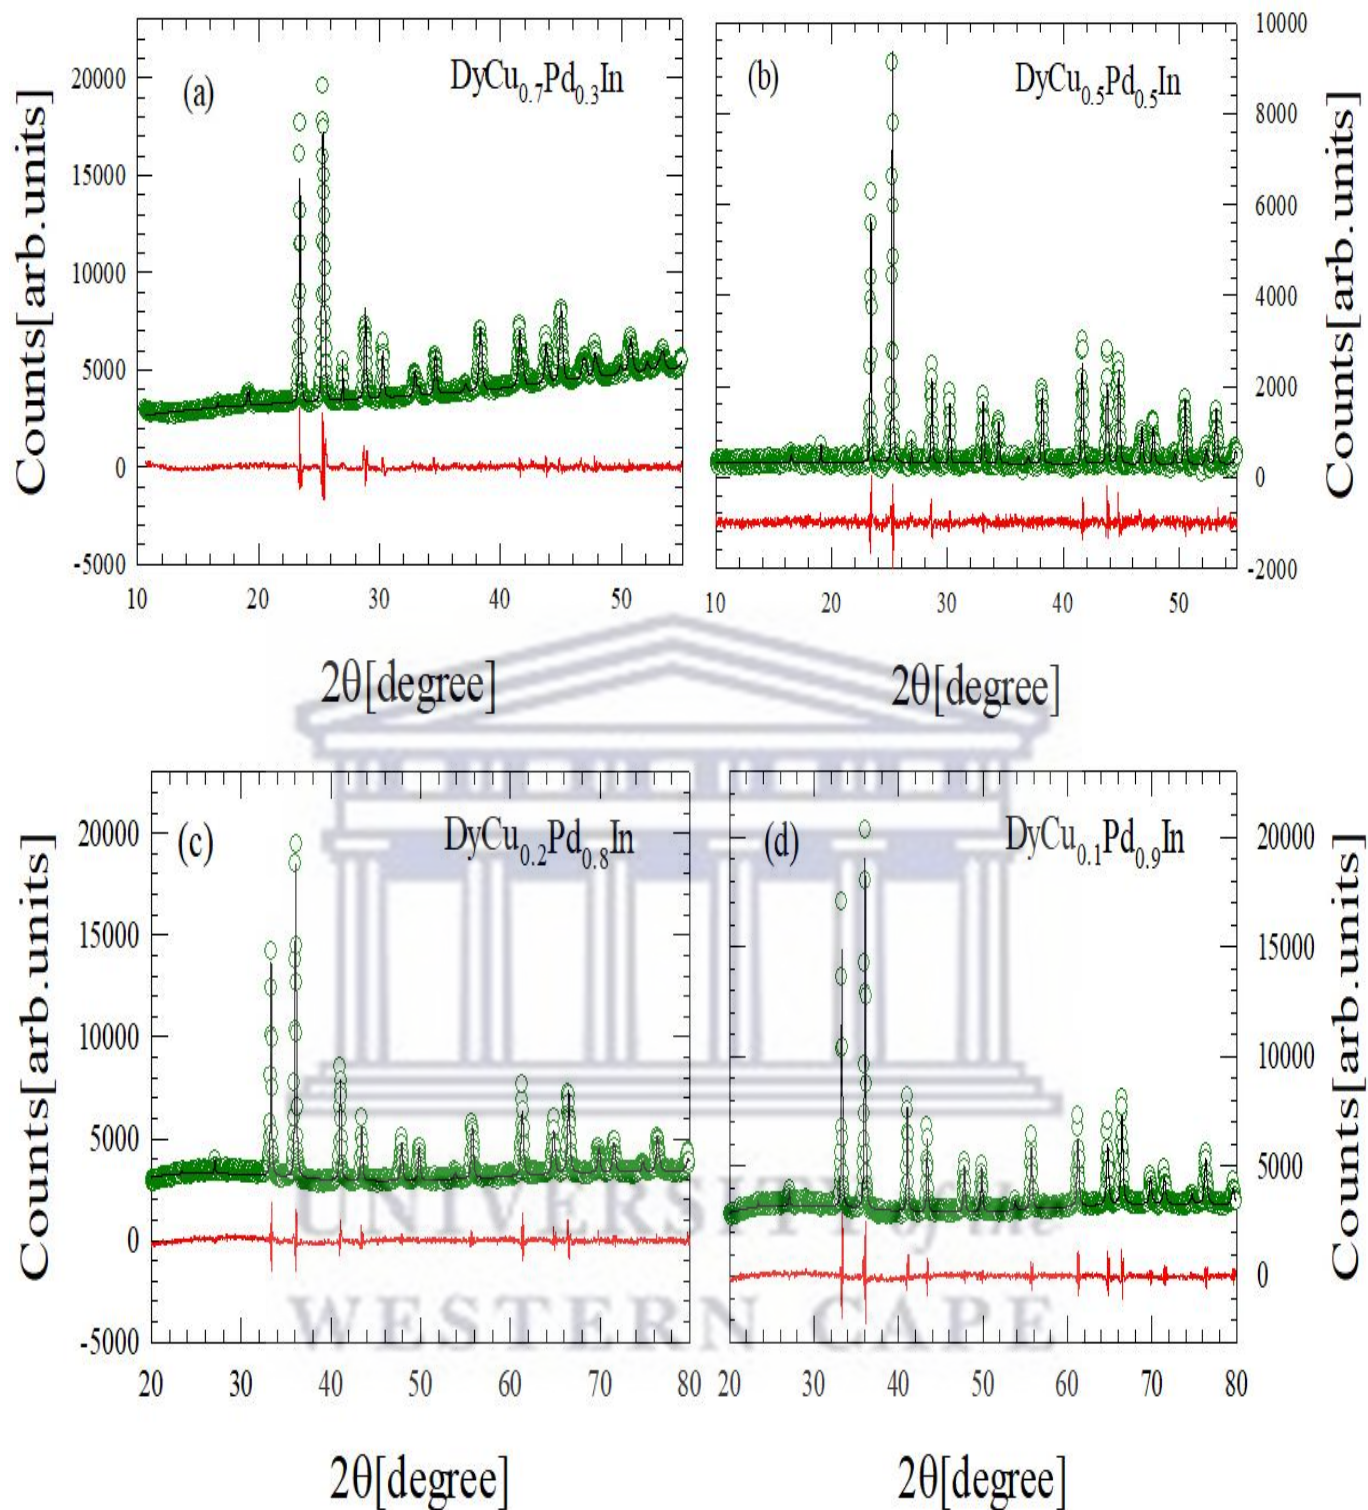 (a) DyCu0.7Pd0.3In
20000
15000
10000
5000
0
-5000
10 20 30 40 50
Counts[arb.units]
2θ[degree]
(b) DyCu0.5Pd0.5In
10000
8000
6000
4000
2000
0
-2000
10 20 30 40 50
Counts[arb.units]
2θ[degree]
(c) DyCu0.2Pd0.8In
20000
15000
10000
5000
0
-5000
20 30 40 50 60 70 80
Counts[arb.units]
2θ[degree]
(d) DyCu0.1Pd0.9In
20000
15000
10000
5000
0
20 30 40 50 60 70 80
Counts[arb.units]
2θ[degree]
UNIVERSITY of the
WESTERN CAPE